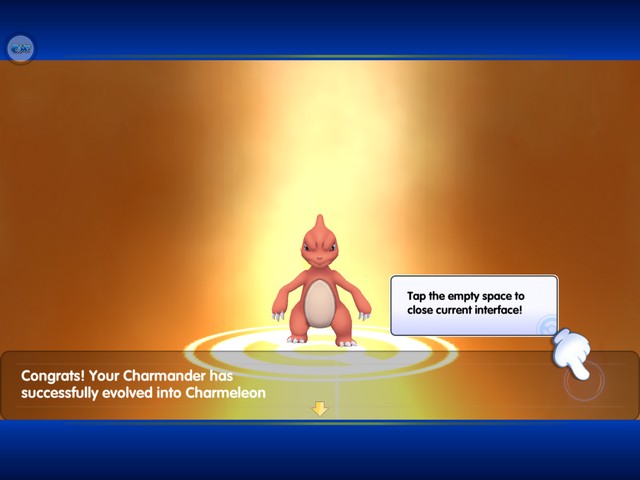 Tap the empty space to
close current interface!
Congrats! Your Charmander has
successfully evolved into Charmeleon